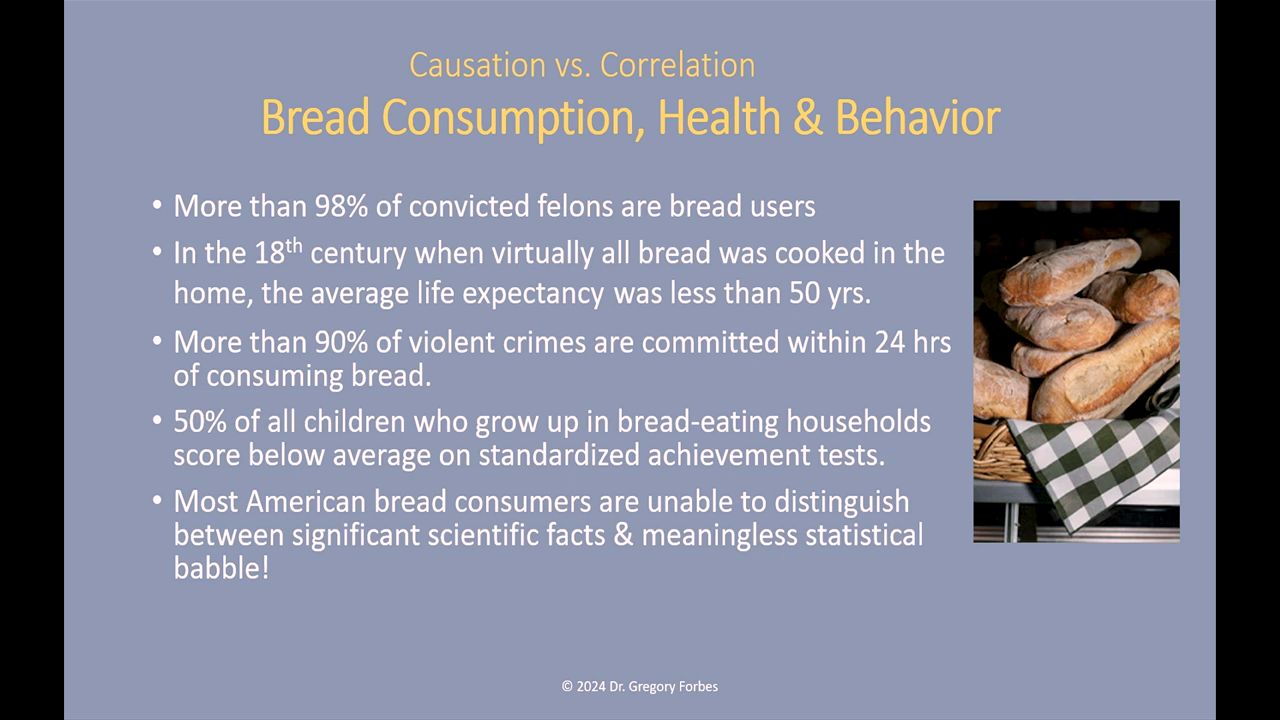 Causation vs. Correlation
Bread Consumption, Health & Behavior
• More than 98% of convicted felons are bread users
• In the 18th century when virtually all bread was cooked in the
home, the average life expectancy was less than 50 yrs.
• More than 90% of violent crimes are committed within 24 hrs
of consuming bread.
• 50% of all children who grow up in bread-eating households
score below average on standardized achievement tests.
• Most American bread consumers are unable to distinguish
between significant scientific facts & meaningless statistical
babble!
© 2024 Dr. Gregory Forbes